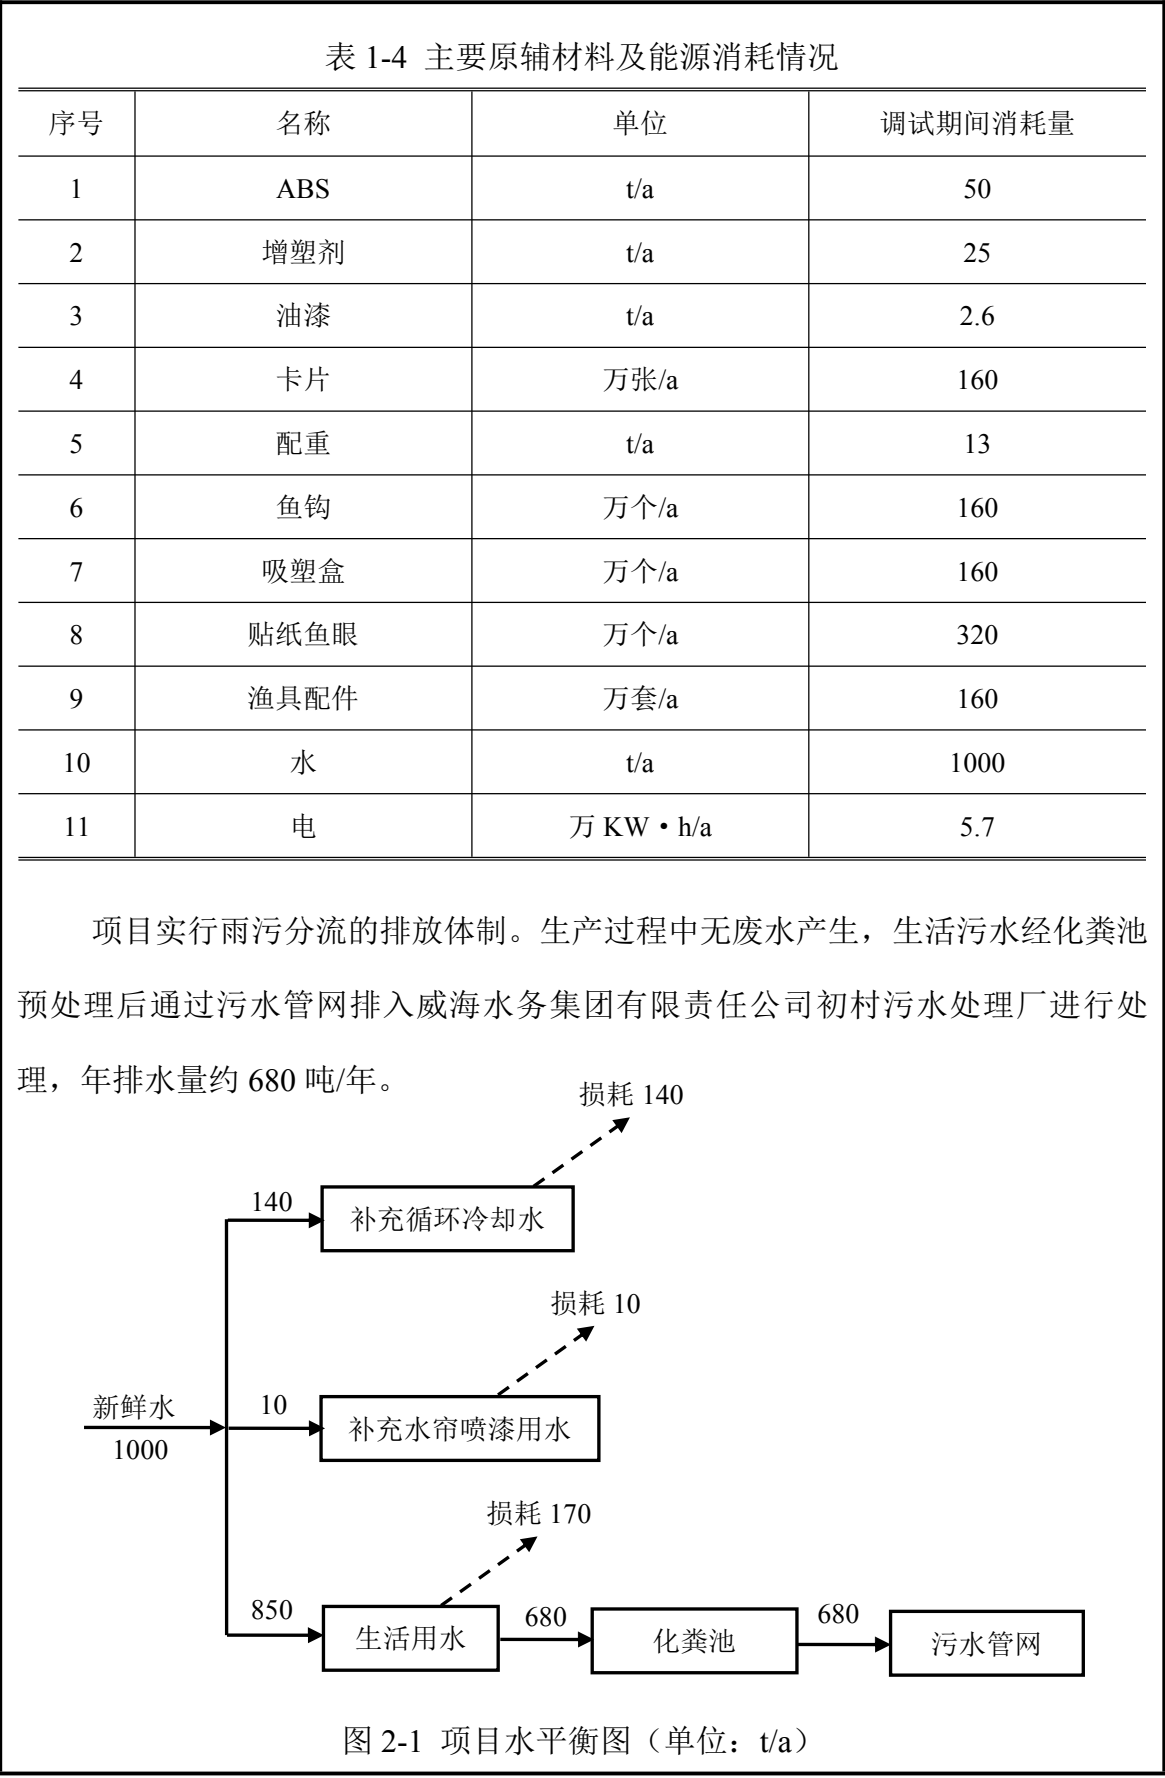 表 1-4 主要原辅材料及能源消耗情况
序号 名称 单位 调试期间消耗量
1 ABS t/a 50
2 增塑剂 t/a 25
3 油漆 t/a 2.6
4 卡片 万张/a 160
5 配重 t/a 13
6 鱼钩 万个/a 160
7 吸塑盒 万个/a 160
8 贴纸鱼眼 万个/a 320
9 渔具配件 万套/a 160
10 水 t/a 1000
11 电 万 KW·h/a 5.7
项目实行雨污分流的排放体制。生产过程中无废水产生，生活污水经化粪池
预处理后通过污水管网排入威海水务集团有限责任公司初村污水处理厂进行处
理，年排水量约 680 吨/年。
损耗 140
140
补充循环冷却水
损耗 10
新鲜水
1000
10
补充水帘喷漆用水
损耗 170
850
生活用水
680
化粪池
680
污水管网
图 2-1 项目水平衡图（单位：t/a）